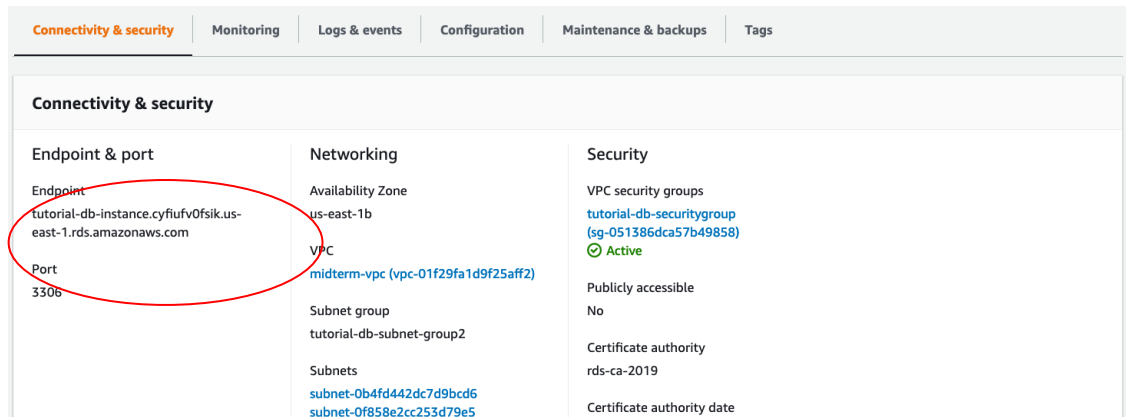 Connectivity & security
Monitoring
Logs & events
Configuration
Maintenance & backups
Tags
Connectivity & security
Endpoint & port
Endpoint
tutorial-db-instance.cyfiufv0fsik.us-
east-1.rds.amazonaws.com
Port
3306
Networking
Availability Zone
us-east-1b
VPC
midterm-vpc (vpc-01f29fa1d9f25aff2)
Subnet group
tutorial-db-subnet-group2
Subnets
subnet-0b4fd442dc7d9bcd6
subnet-0f858e2cc253d79e5
Security
VPC security groups
tutorial-db-securitygroup
(sg-051386dca57b49858)
Active
Publicly accessible
No
Certificate authority
rds-ca-2019
Certificate authority date